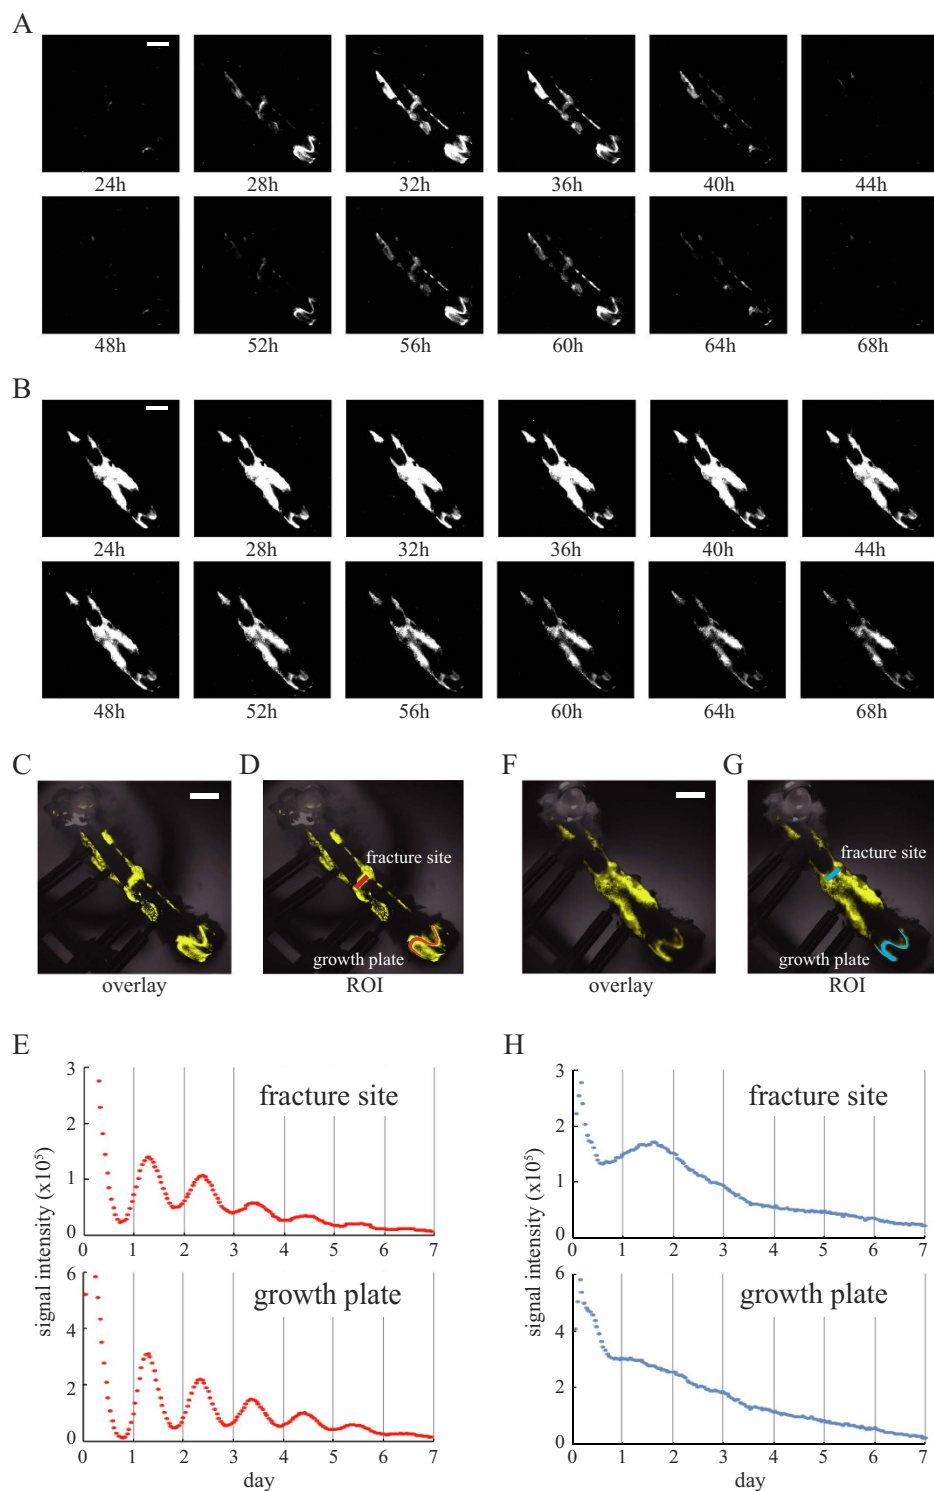 A
24h 28h 32h 36h 40h 44h
48h 52h 56h 60h 64h 68h
B
24h 28h 32h 36h 40h 44h
48h 52h 56h 60h 64h 68h
C D F G
fracture site
growth plate
fracture site
growth plate
overlay ROI overlay ROI
E
signal intensity (x10⁵)
3
2
1
0
fracture site
0 1 2 3 4 5 6 7
6
4
2
0
growth plate
0 1 2 3 4 5 6 7
day
H
signal intensity (x10⁵)
3
2
1
0
fracture site
0 1 2 3 4 5 6 7
6
4
2
0
growth plate
0 1 2 3 4 5 6 7
day